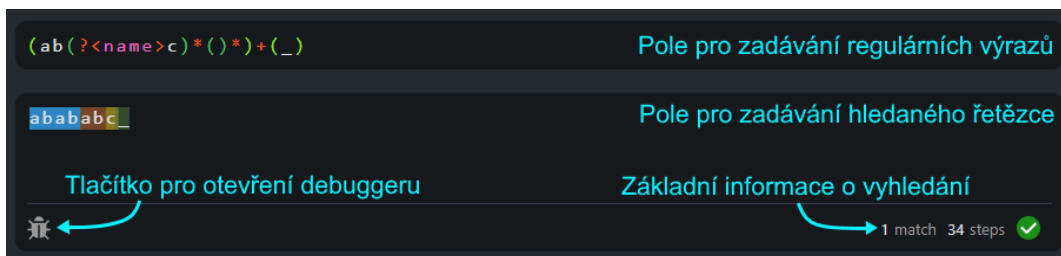 (ab(?<name>c)*()*)+(_) Pole pro zadávání regulárních výrazů
abababc_ Pole pro zadávání hledaného řetězce
Tlačítko pro otevření debuggeru Základní informace o vyhledání
1 match 34 steps